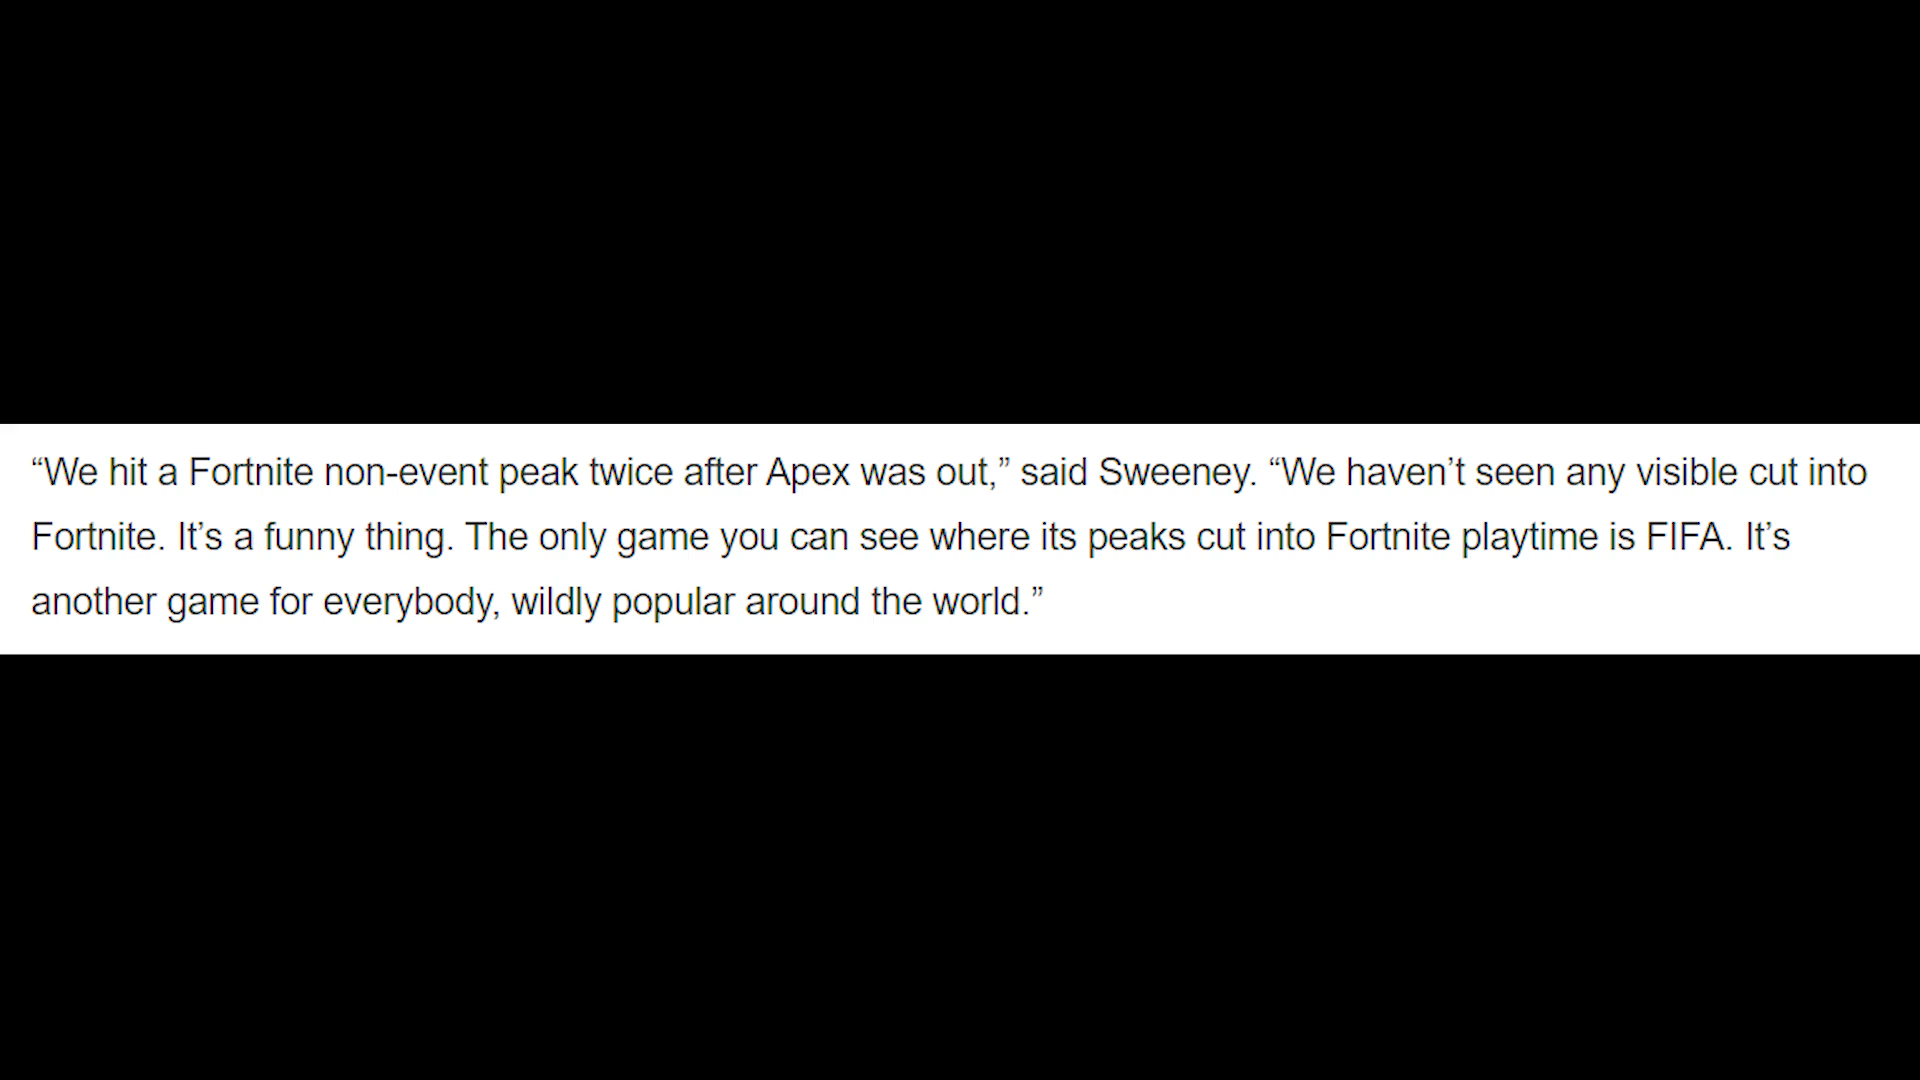 “We hit a Fortnite non-event peak twice after Apex was out,” said Sweeney. “We haven’t seen any visible cut into
Fortnite. It’s a funny thing. The only game you can see where its peaks cut into Fortnite playtime is FIFA. It’s
another game for everybody, wildly popular around the world.”